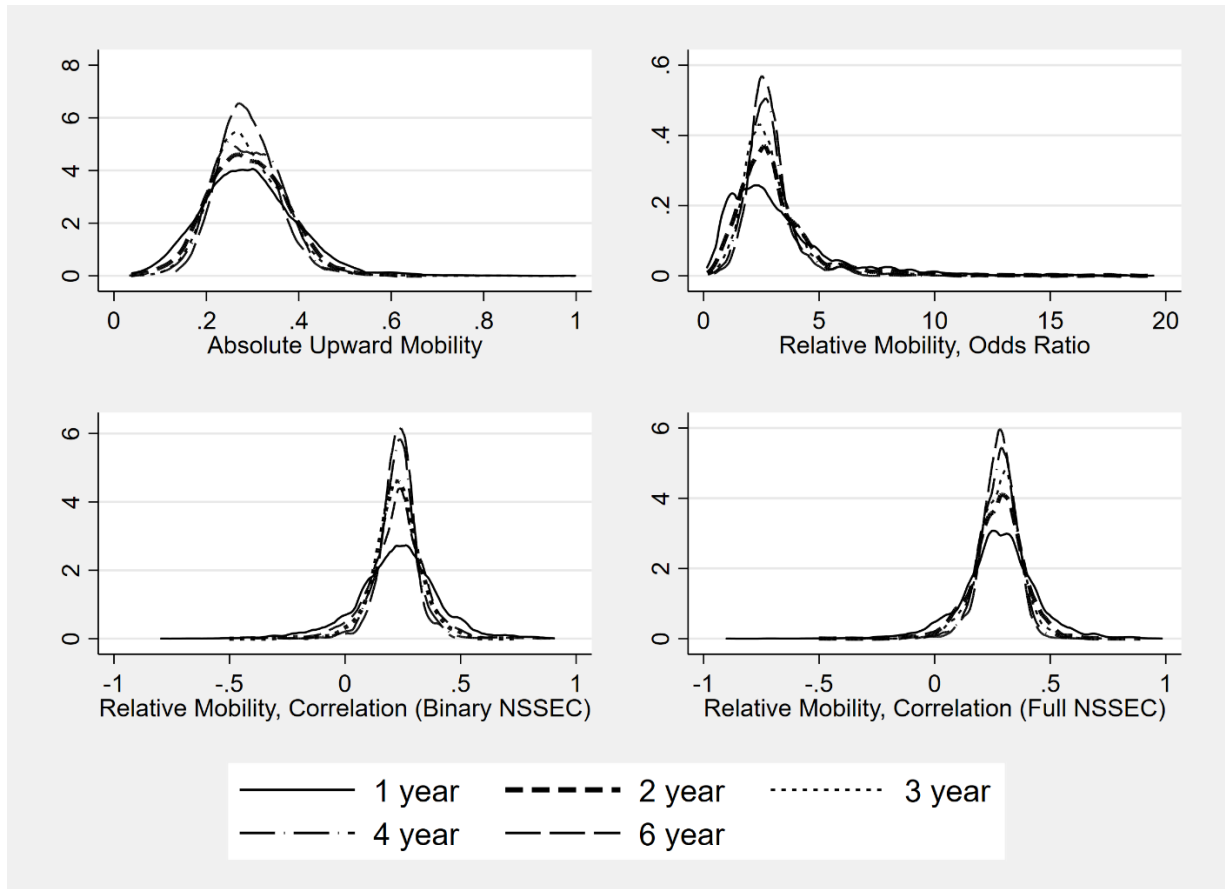 8
6
4
2
0
0 .2 .4 .6 .8 1
Absolute Upward Mobility
.6
.4
.2
0
0 5 10 15 20
Relative Mobility, Odds Ratio
6
4
2
0
-1 -.5 0 .5 1
Relative Mobility, Correlation (Binary NSSEC)
6
4
2
0
-1 -.5 0 .5 1
Relative Mobility, Correlation (Full NSSEC)
1 year 2 year 3 year
4 year 6 year